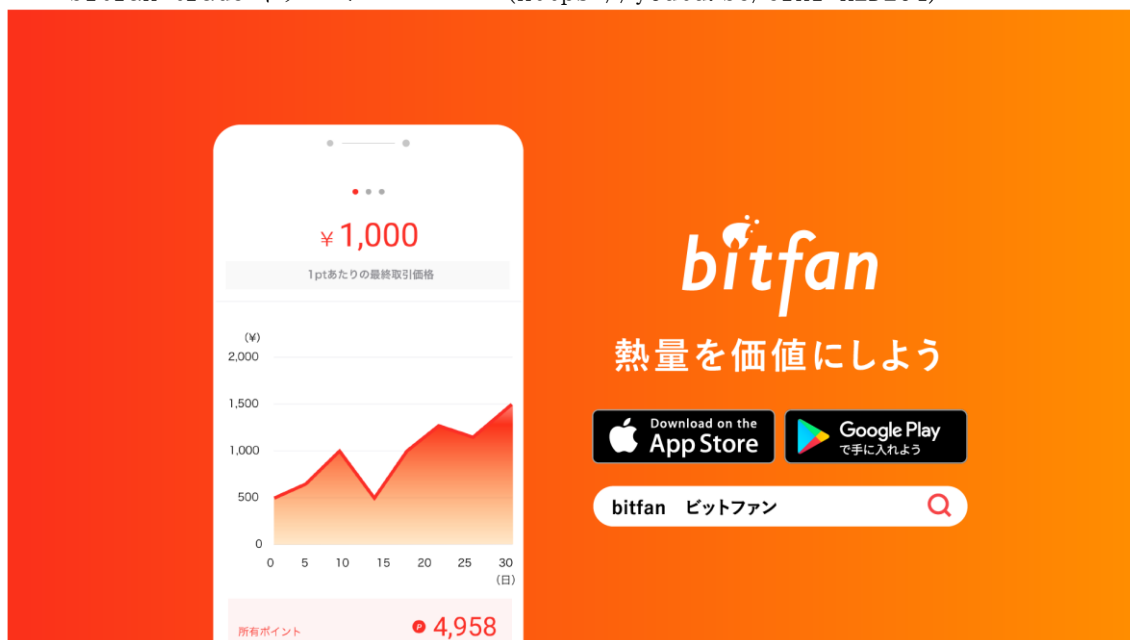 ¥1,000
1ptあたりの最終取引価格
(¥)
2,000
1,500
1,000
500
0
0 5 10 15 20 25 30
(日)
所有ポイント P 4,958
bitfan
熱量を価値にしよう
Download on the
App Store
Google Play
で手に入れよう
bitfan ビットファン